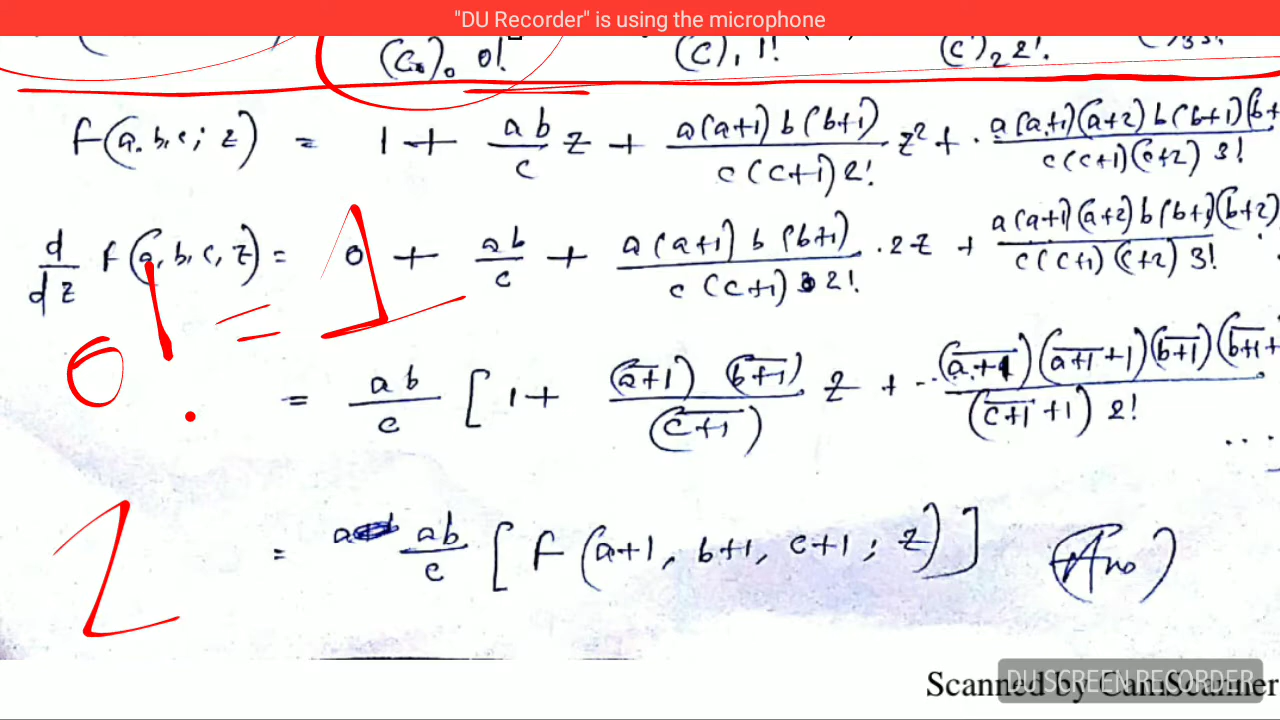 "DU Recorder" is using the microphone
(c)₀ 0! (c)₁ 1! (c)₂ 2!
F(a, b, c; z) = 1 + ab/c z + a(a+1) b(b+1)/c(c+1) 2! z² + · a(a+1)(a+2) b(b+1)(b+/c(c+1)(c+2) 3!
d/dz F(a, b, c, z) = 0 + ab/c + a(a+1) b(b+1)/c(c+1) 2! · 2z + a(a+1)(a+2) b(b+1)(b+2)/c(c+1)(c+2) 3! ·
0! = 1
= ab/c [1 + (a+1) (b+1)/(c+1) z + (a+1)(a+1+1)(b+1)(b+1+/(c+1+1) 2! ...
2
= ab/c [F(a+1, b+1, c+1; z)] (Ans)
Scanned by CamScanner
DU SCREEN RECORDER